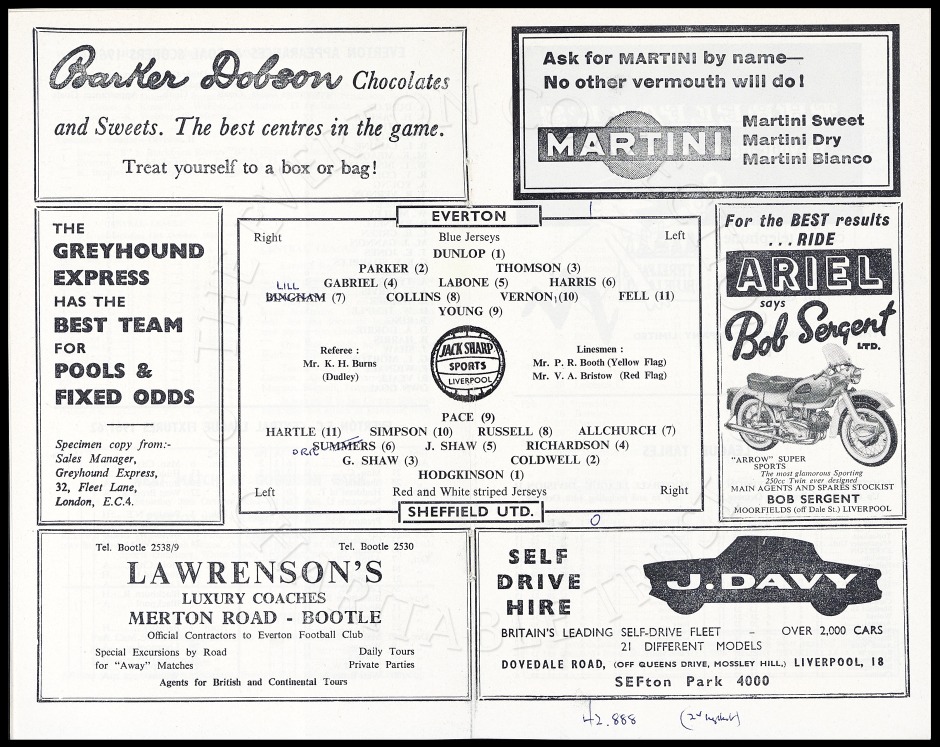 Barker Dobson Chocolates
and Sweets. The best centres in the game.
Treat yourself to a box or bag!
Ask for MARTINI by name—
No other vermouth will do!
MARTINI
Martini Sweet
Martini Dry
Martini Bianco
THE
GREYHOUND
EXPRESS
HAS THE
BEST TEAM
FOR
POOLS &
FIXED ODDS
Specimen copy from:-
Sales Manager,
Greyhound Express,
32, Fleet Lane,
London, E.C.4.
EVERTON
Right Blue Jerseys Left
DUNLOP (1)
PARKER (2) THOMSON (3)
GABRIEL (4) LABONE (5) HARRIS (6)
LILL
BINGHAM (7) COLLINS (8) VERNON (10) FELL (11)
YOUNG (9)
Referee :
Mr. K. H. Burns
(Dudley)
JACK SHARP
SPORTS
LIVERPOOL
Linesmen :
Mr. P. R. Booth (Yellow Flag)
Mr. V. A. Bristow (Red Flag)
PACE (9)
HARTLE (11) SIMPSON (10) RUSSELL (8) ALLCHURCH (7)
SUMMERS (6) J. SHAW (5) RICHARDSON (4)
G. SHAW (3) COLDWELL (2)
HODGKINSON (1)
Left Red and White striped Jerseys Right
SHEFFIELD UTD.
0
For the BEST results
...RIDE
ARIEL
says
Bob Sergent
LTD.
"ARROW" SUPER
SPORTS
The most glamorous Sporting
250cc Twin ever designed
MAIN AGENTS AND SPARES STOCKIST
BOB SERGENT
MOORFIELDS (off Dale St.) LIVERPOOL
Tel. Bootle 2538/9 Tel. Bootle 2530
LAWRENSON'S
LUXURY COACHES
MERTON ROAD - BOOTLE
Official Contractors to Everton Football Club
Special Excursions by Road
for "Away" Matches
Daily Tours
Private Parties
Agents for British and Continental Tours
SELF
DRIVE
HIRE
J. DAVY
BRITAIN'S LEADING SELF-DRIVE FLEET - OVER 2,000 CARS
21 DIFFERENT MODELS
DOVEDALE ROAD, (OFF QUEENS DRIVE, MOSSLEY HILL,) LIVERPOOL, 18
SEFton Park 4000
42.888